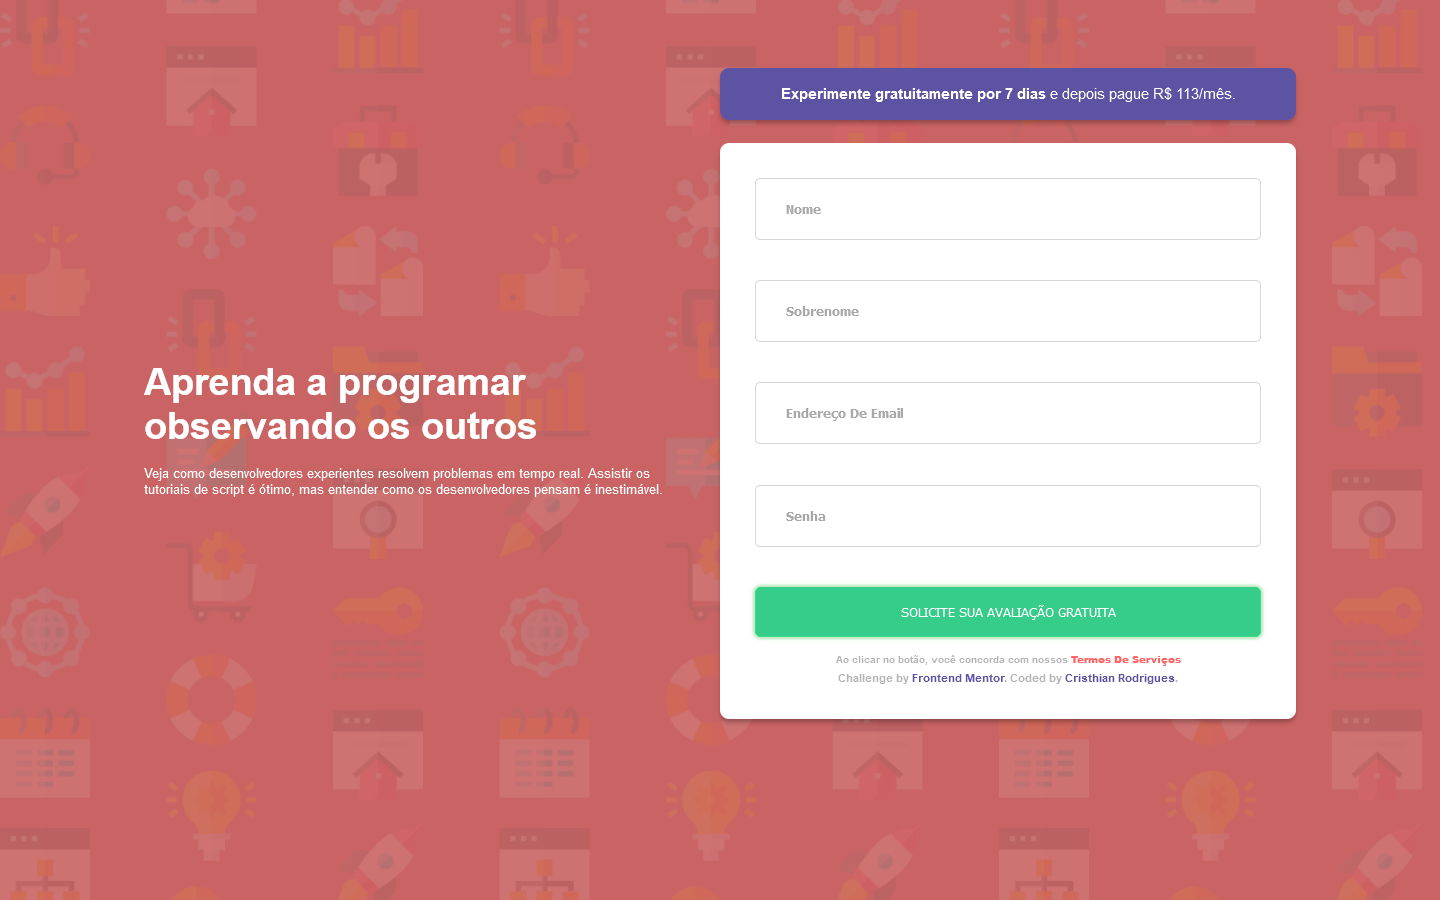 Aprenda a programar
observando os outros
Veja como desenvolvedores experientes resolvem problemas em tempo real. Assistir os
tutoriais de script é ótimo, mas entender como os desenvolvedores pensam é inestimável.
Experimente gratuitamente por 7 dias e depois pague R$ 113/mês.
Nome
Sobrenome
Endereço De Email
Senha
SOLICITE SUA AVALIAÇÃO GRATUITA
Ao clicar no botão, você concorda com nossos Termos De Serviços
Challenge by Frontend Mentor. Coded by Cristhian Rodrigues.